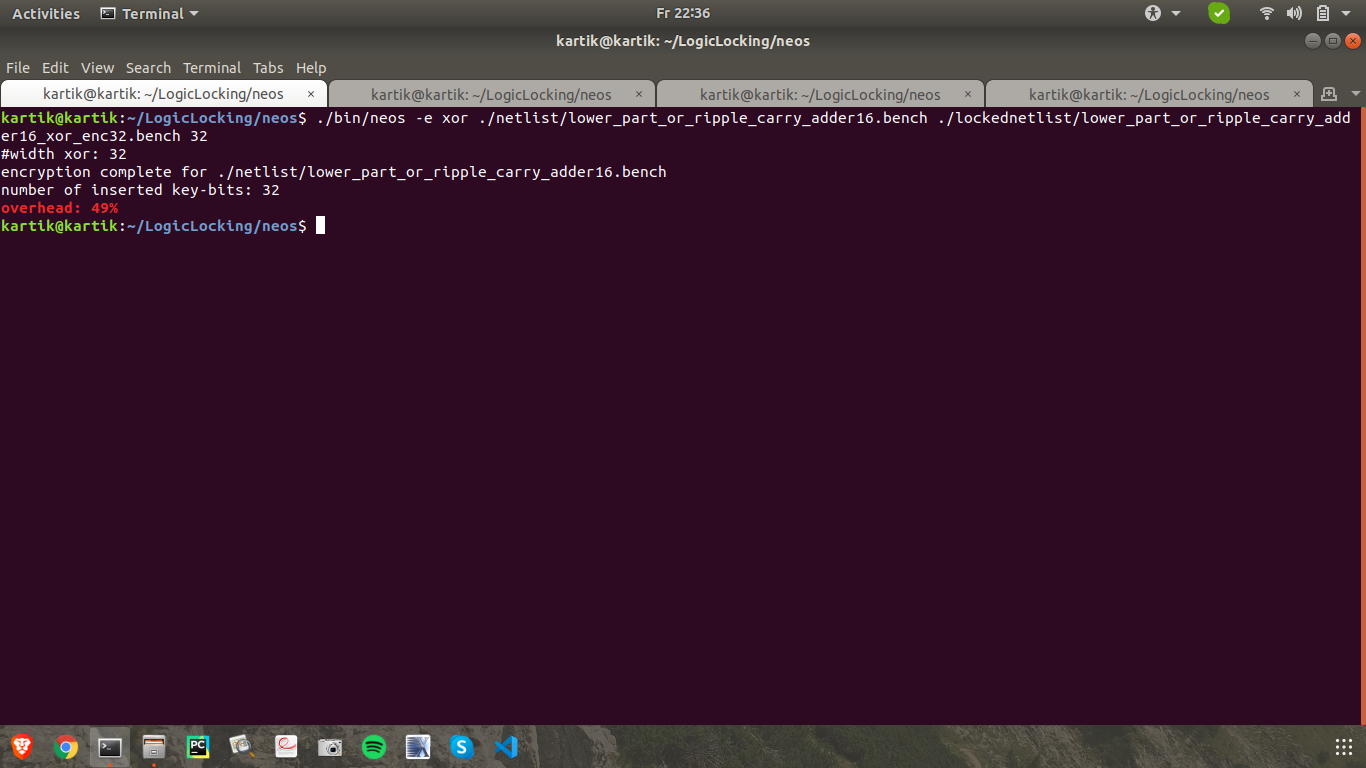 Activities Terminal Fr 22:36
kartik@kartik: ~/LogicLocking/neos
File Edit View Search Terminal Tabs Help
kartik@kartik: ~/LogicLocking/neos × kartik@kartik: ~/LogicLocking/neos × kartik@kartik: ~/LogicLocking/neos × kartik@kartik: ~/LogicLocking/neos ×
kartik@kartik:~/LogicLocking/neos$ ./bin/neos -e xor ./netlist/lower_part_or_ripple_carry_adder16.bench ./lockednetlist/lower_part_or_ripple_carry_add
er16_xor_enc32.bench 32
#width xor: 32
encryption complete for ./netlist/lower_part_or_ripple_carry_adder16.bench
number of inserted key-bits: 32
overhead: 49%
kartik@kartik:~/LogicLocking/neos$
PC